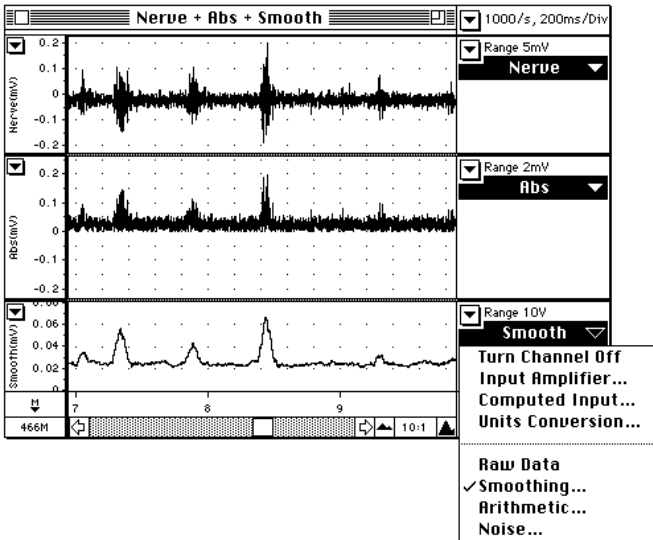 Nerve + Abs + Smooth
1000/s, 200ms/Div
0.2
0.1
0
-0.1
-0.2
Nerve(mV)
Range 5mV
Nerve
0.2
0.1
0
-0.1
-0.2
Abs(mV)
Range 2mV
Abs
0.06
0.04
0.02
0
Smooth(mV)
Range 10V
Smooth
Turn Channel Off
Input Amplifier...
Computed Input...
Units Conversion...
Raw Data
✓Smoothing...
Arithmetic...
Noise...
M
7
8
9
466M
10:1